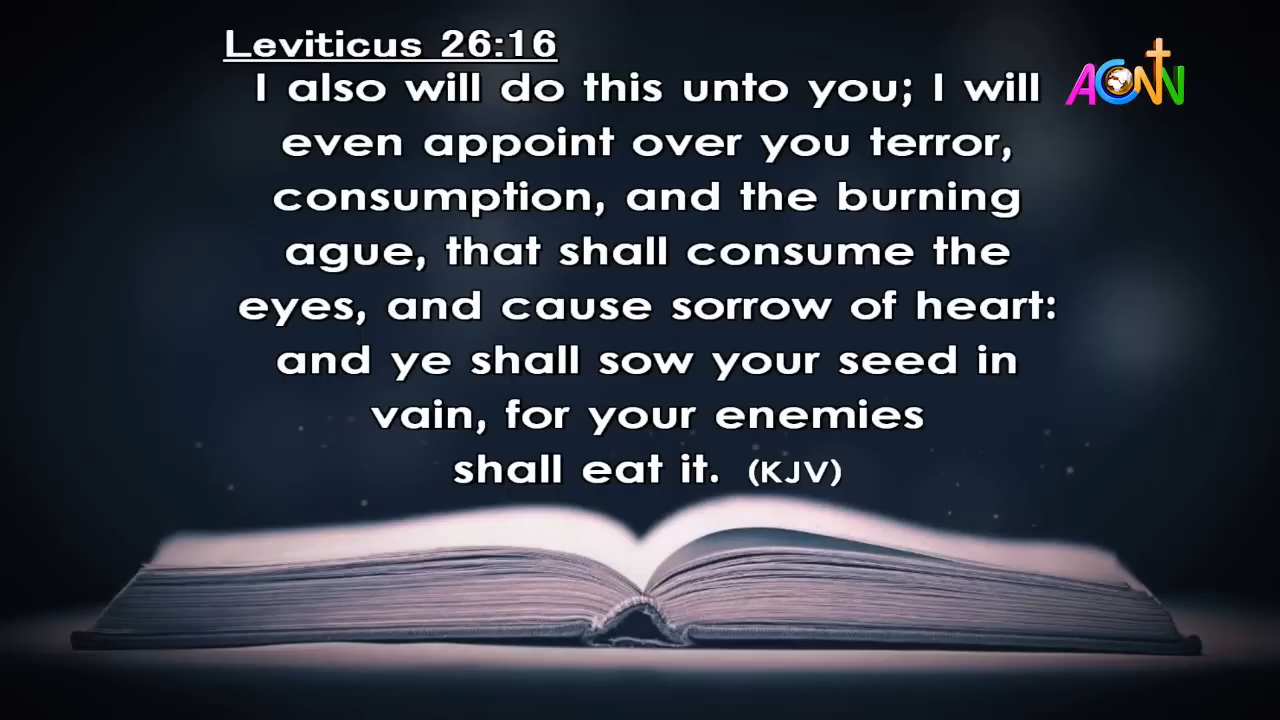 Leviticus 26:16
I also will do this unto you; I will
even appoint over you terror,
consumption, and the burning
ague, that shall consume the
eyes, and cause sorrow of heart:
and ye shall sow your seed in
vain, for your enemies
shall eat it. (KJV)
ACNN